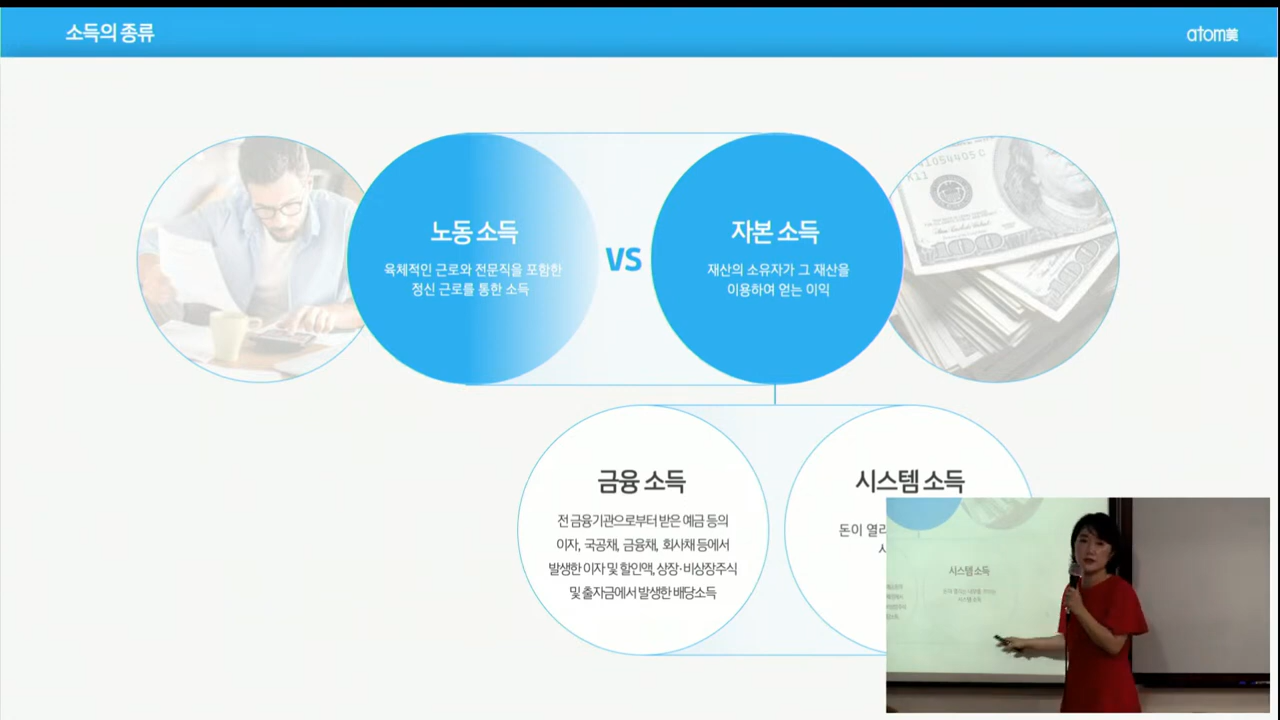 소득의 종류
atom美
노동 소득
육체적인 근로와 전문직을 포함한
정신 근로를 통한 소득
VS
자본 소득
재산의 소유자가 그 재산을
이용하여 얻는 이익
금융 소득
전 금융기관으로부터 받은 예금 등의
이자, 국공채, 금융채, 회사채 등에서
발생한 이자 및 할인액, 상장·비상장주식
및 출자금에서 발생한 배당소득
시스템 소득
돈이 열리
시스템 소득
100